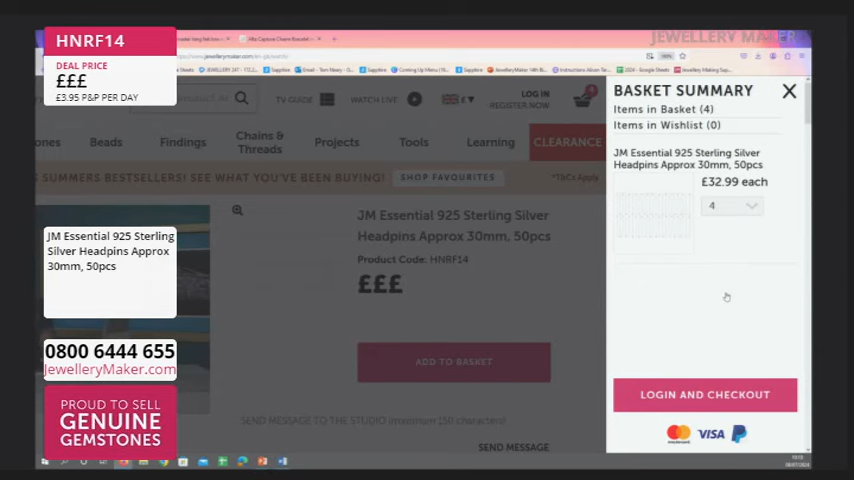 HNRF14
DEAL PRICE
£££
£3.95 P&P PER DAY
JM Essential 925 Sterling
Silver Headpins Approx
30mm, 50pcs
0800 6444 655
JewelleryMaker.com
PROUD TO SELL
GENUINE
GEMSTONES
JEWELLERY MAKER
TV GUIDE
WATCH LIVE
£
LOG IN
REGISTER NOW
4
ones
Beads
Findings
Chains &
Threads
Projects
Tools
Learning
CLEARANCE
SUMMERS BESTSELLERS! SEE WHAT YOU'VE BEEN BUYING!
SHOP FAVOURITES
*T&Cs Apply
JM Essential 925 Sterling Silver
Headpins Approx 30mm, 50pcs
Product Code: HNRF14
£££
ADD TO BASKET
SEND MESSAGE TO THE STUDIO (maximum 150 characters)
SEND MESSAGE
BASKET SUMMARY
Items in Basket (4)
Items in Wishlist (0)
JM Essential 925 Sterling Silver
Headpins Approx 30mm, 50pcs
£32.99 each
4
LOGIN AND CHECKOUT
mastercard
VISA